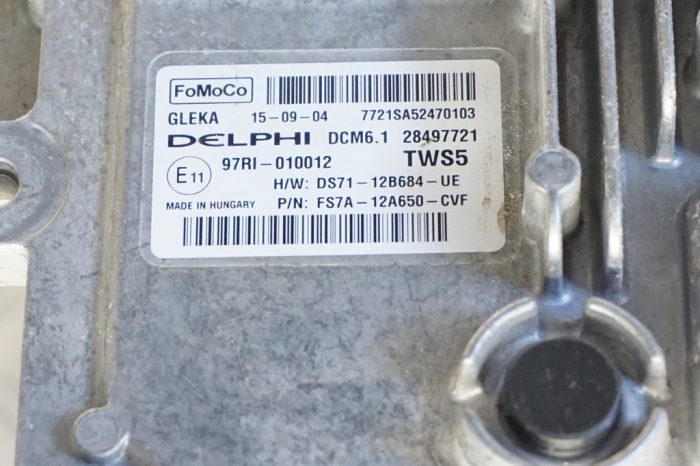 FoMoCo
GLEKA 15-09-04 7721SA52470103
DELPHI DCM6.1 28497721
E11 97RI-010012 TWS5
H/W: DS71-12B684-UE
MADE IN HUNGARY P/N: FS7A-12A650-CVF